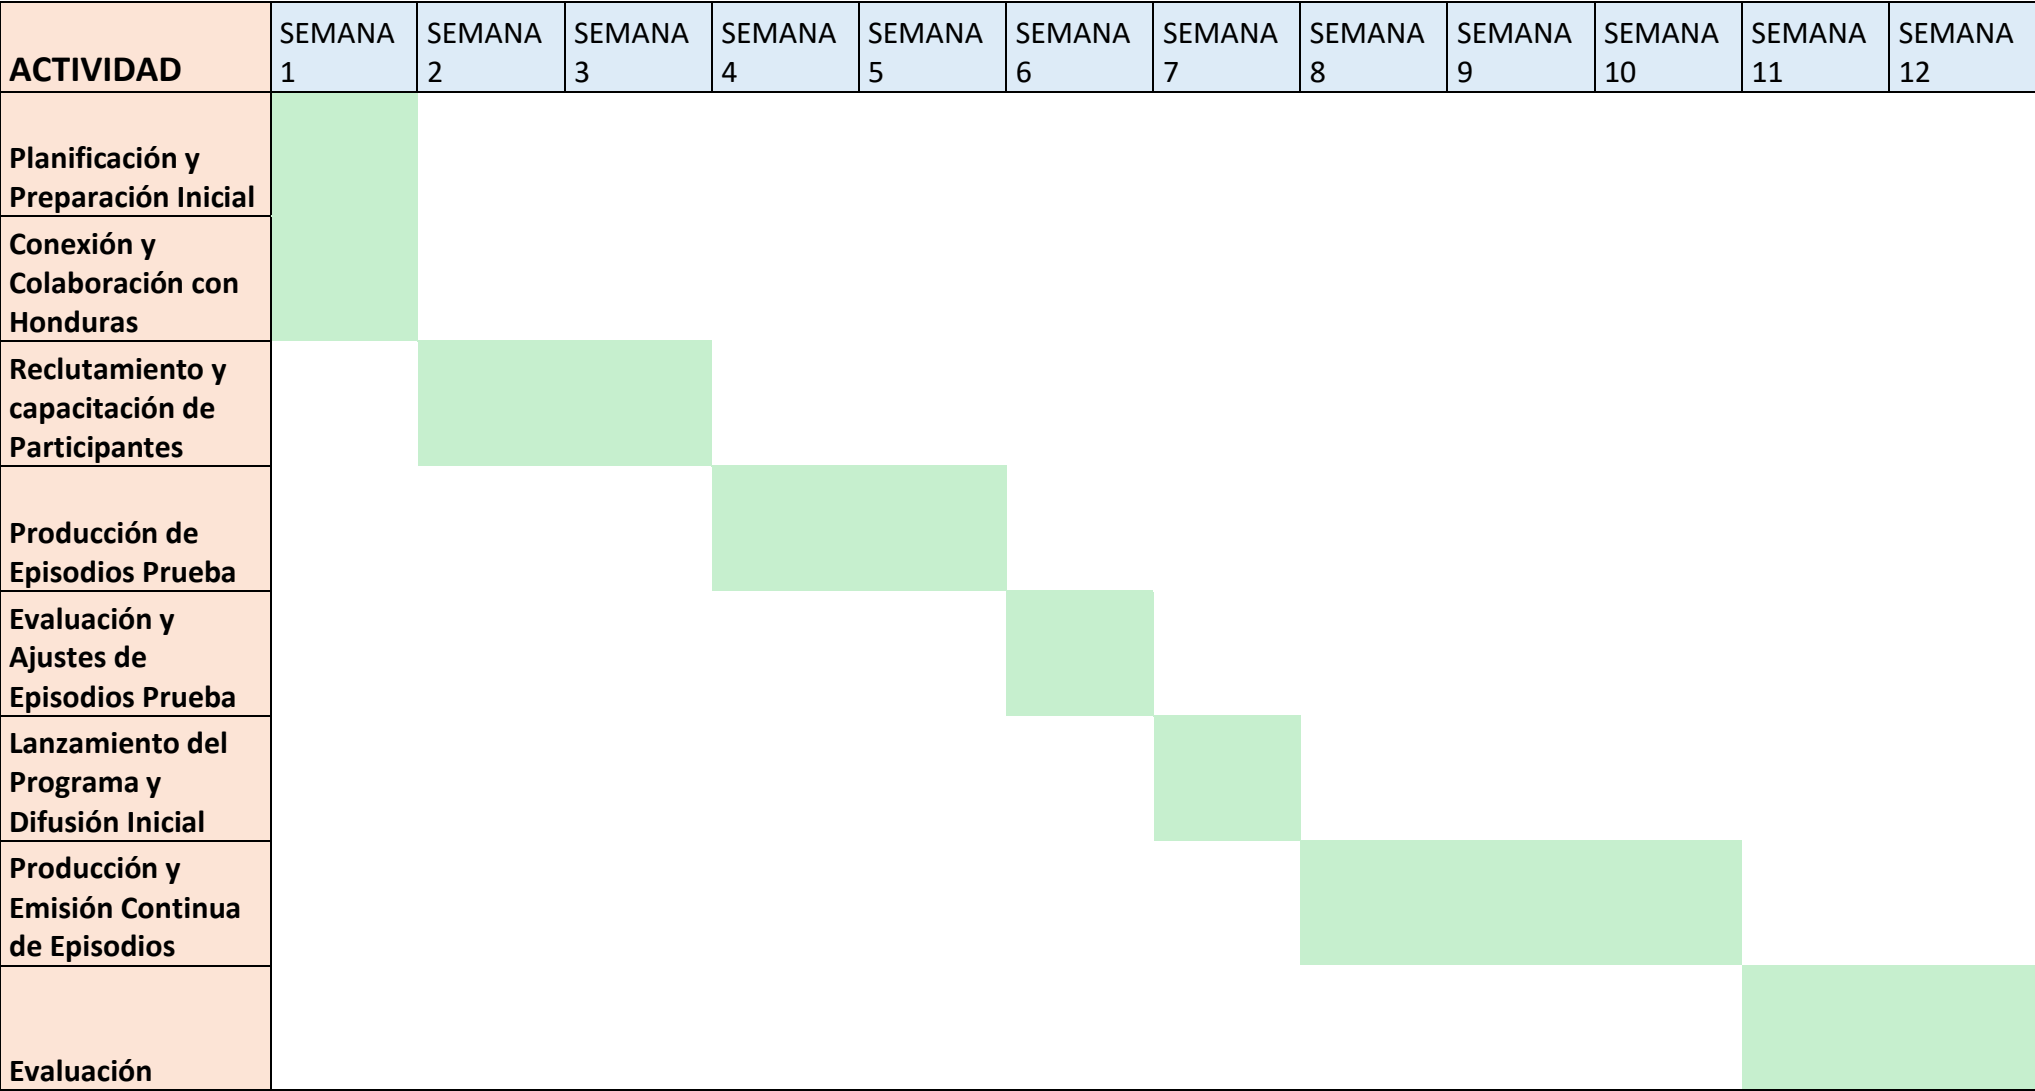 ACTIVIDAD
SEMANA
1
SEMANA
2
SEMANA
3
SEMANA
4
SEMANA
5
SEMANA
6
SEMANA
7
SEMANA
8
SEMANA
9
SEMANA
10
SEMANA
11
SEMANA
12
Planificación y
Preparación Inicial
Conexión y
Colaboración con
Honduras
Reclutamiento y
capacitación de
Participantes
Producción de
Episodios Prueba
Evaluación y
Ajustes de
Episodios Prueba
Lanzamiento del
Programa y
Difusión Inicial
Producción y
Emisión Continua
de Episodios
Evaluación